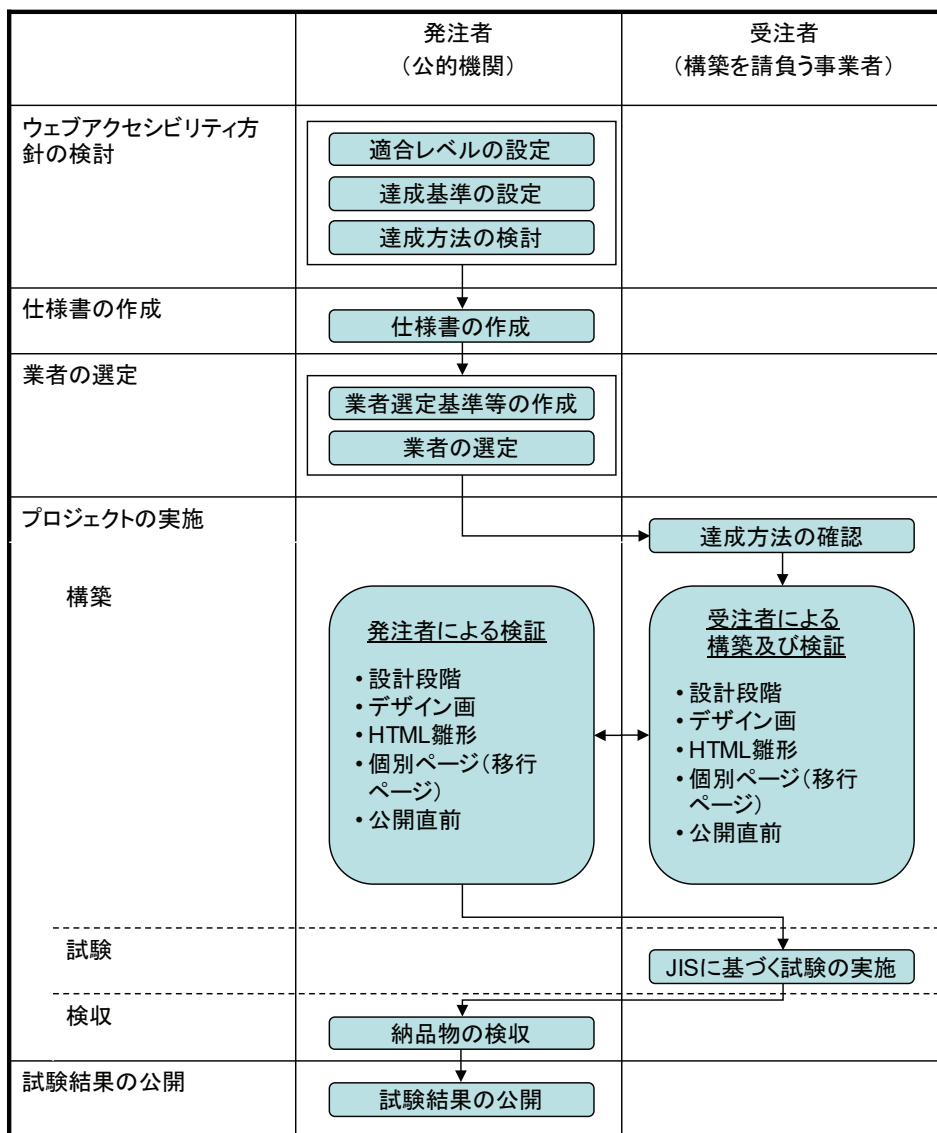 発注者
（公的機関）
受注者
（構築を請負う事業者）
ウェブアクセシビリティ方
針の検討
適合レベルの設定
達成基準の設定
達成方法の検討
仕様書の作成
仕様書の作成
業者の選定
業者選定基準等の作成
業者の選定
プロジェクトの実施
達成方法の確認
構築
発注者による検証
・設計段階
・デザイン画
・HTML雛形
・個別ページ（移行
ページ）
・公開直前
受注者による
構築及び検証
・設計段階
・デザイン画
・HTML雛形
・個別ページ（移行
ページ）
・公開直前
試験
JISに基づく試験の実施
検収
納品物の検収
試験結果の公開
試験結果の公開